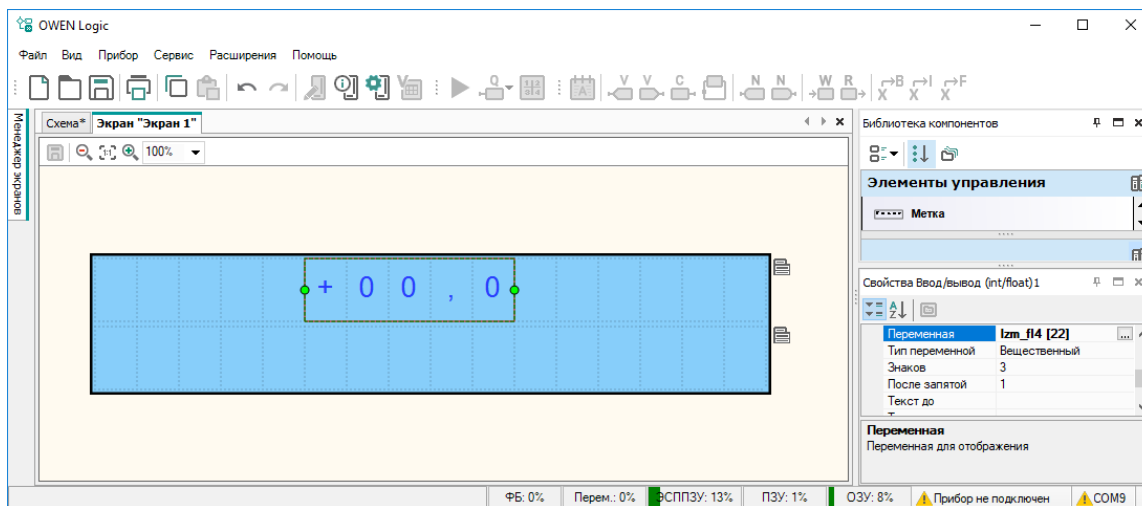 OWEN Logic
Файл Вид Прибор Сервис Расширения Помощь
Схема* Экран "Экран 1"
100%
Менеджер экранов
+ 0 0 , 0
Библиотека компонентов
Элементы управления
Метка
Свойства Ввод/вывод (int/float)1
Переменная Izm_fl4 [22]
Тип переменной Вещественный
Знаков 3
После запятой 1
Текст до
Переменная
Переменная для отображения
ФБ: 0% Перем.: 0% ЭСППЗУ: 13% ПЗУ: 1% ОЗУ: 8% Прибор не подключен COM9